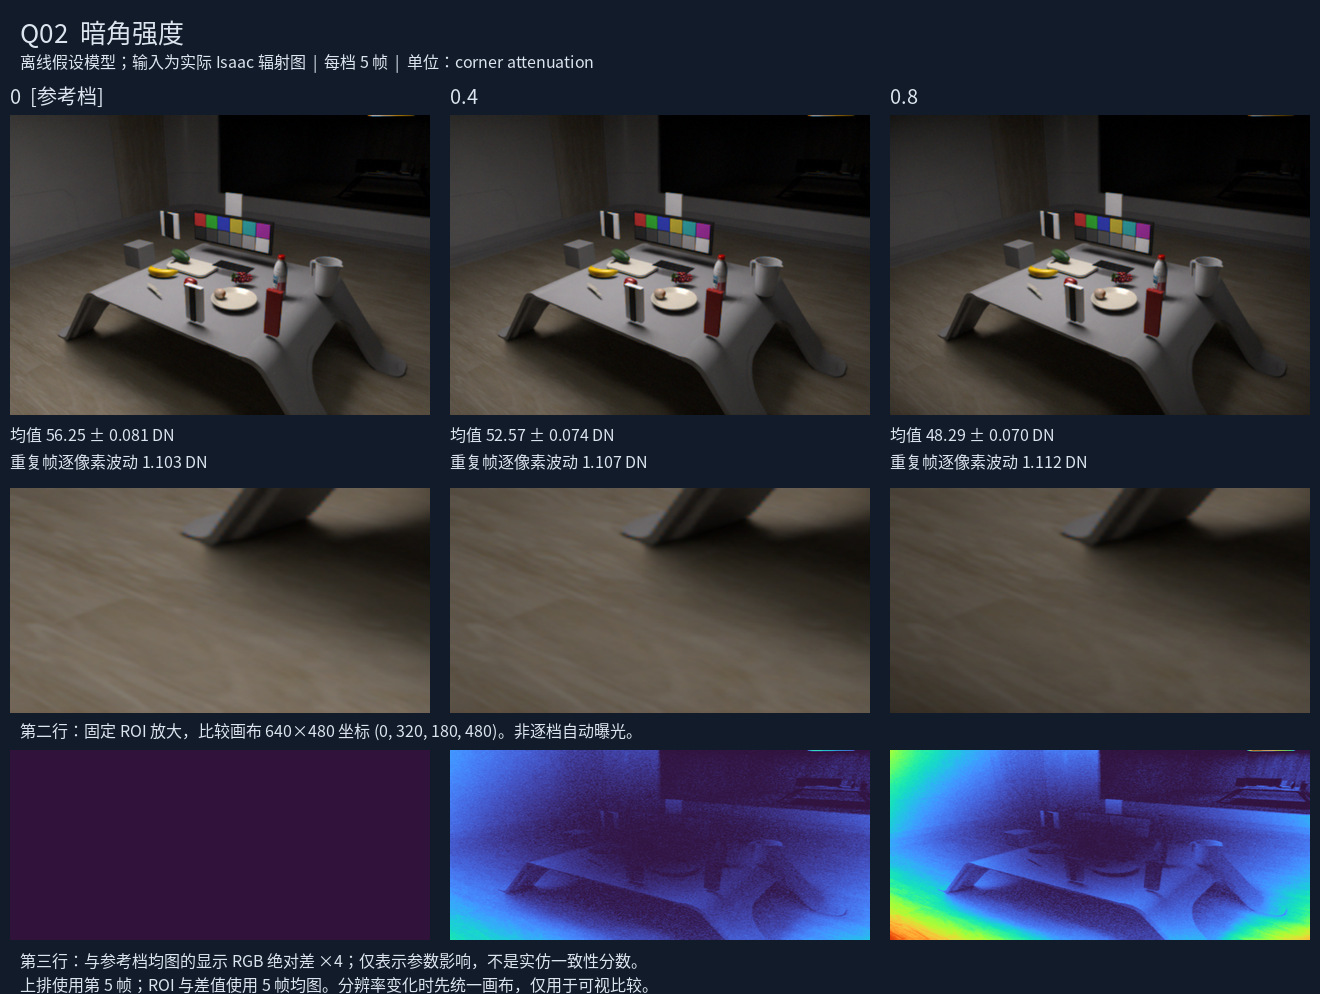 Q02 暗角强度
离线假设模型；输入为实际 Isaac 辐射图 | 每档 5 帧 | 单位：corner attenuation
0 [参考档]
0.4
0.8
均值 56.25 ± 0.081 DN
均值 52.57 ± 0.074 DN
均值 48.29 ± 0.070 DN
重复帧逐像素波动 1.103 DN
重复帧逐像素波动 1.107 DN
重复帧逐像素波动 1.112 DN
第二行：固定 ROI 放大，比较画布 640×480 坐标 (0, 320, 180, 480)。非逐档自动曝光。
第三行：与参考档均图的显示 RGB 绝对差 ×4；仅表示参数影响，不是实仿一致性分数。
上排使用第 5 帧；ROI 与差值使用 5 帧均图。分辨率变化时先统一画布，仅用于可视比较。